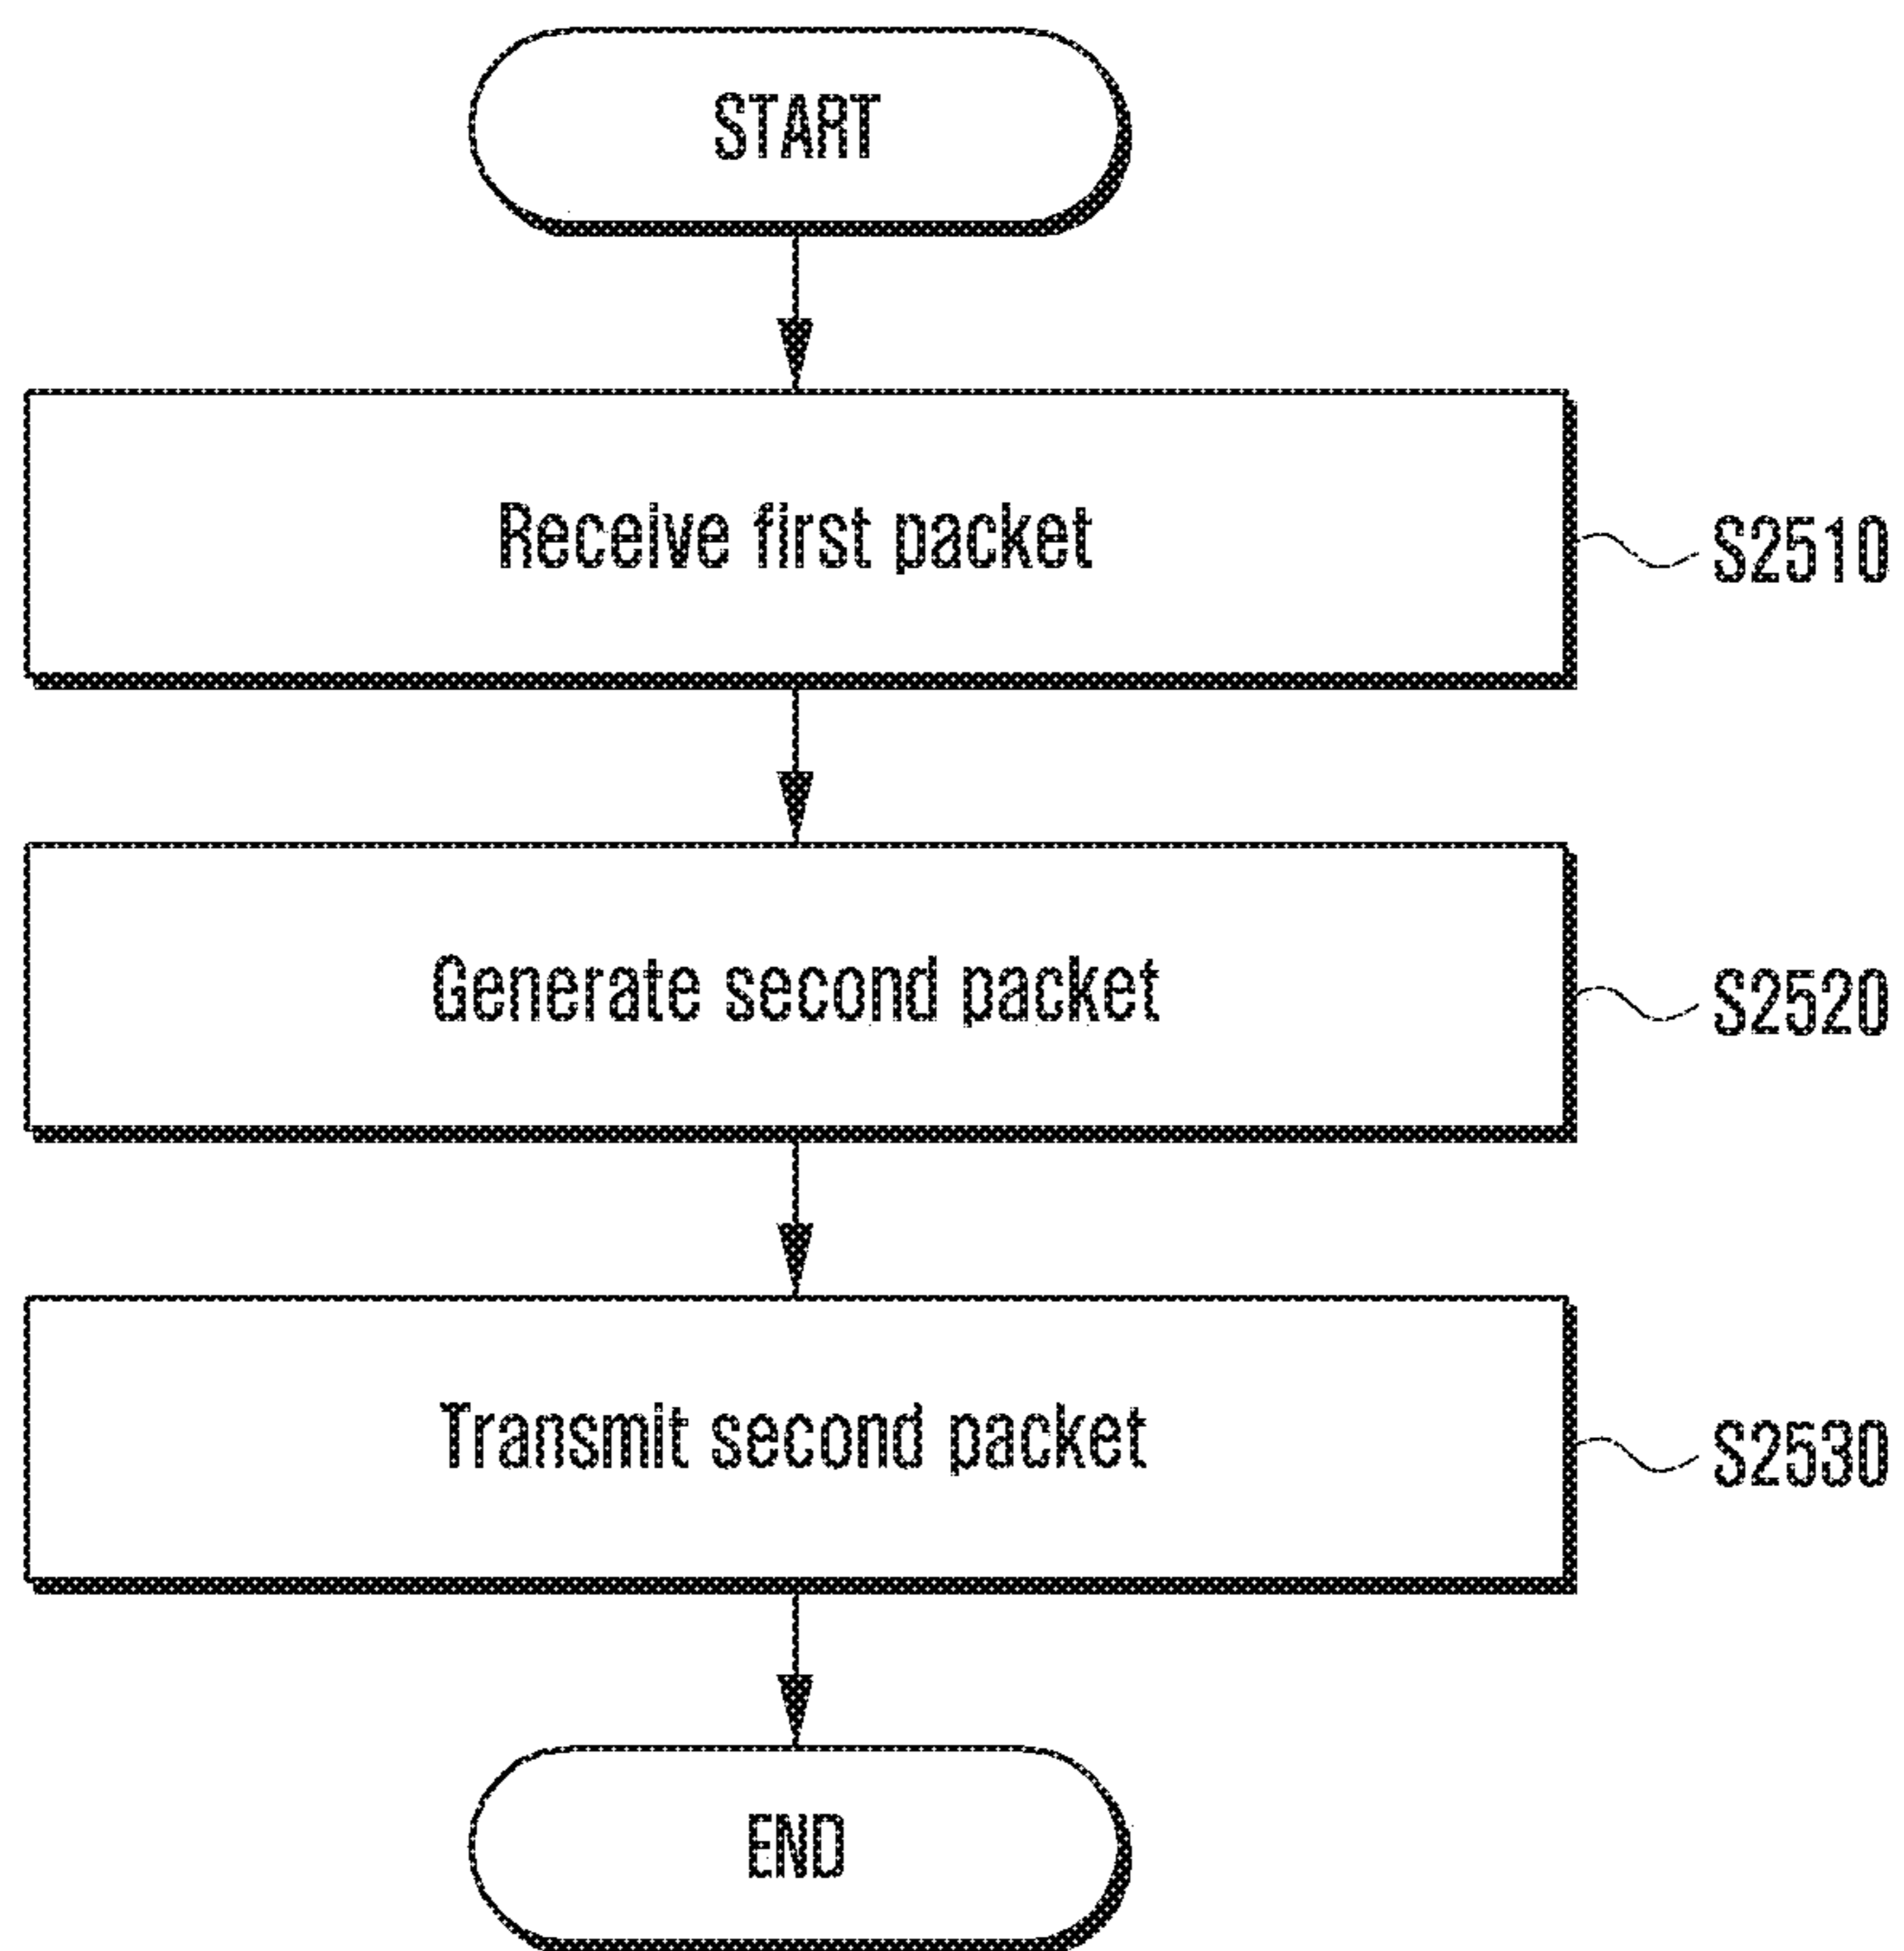 START
Receive first packet
S2510
Generate second packet
S2520
Transmit second packet
S2530
END